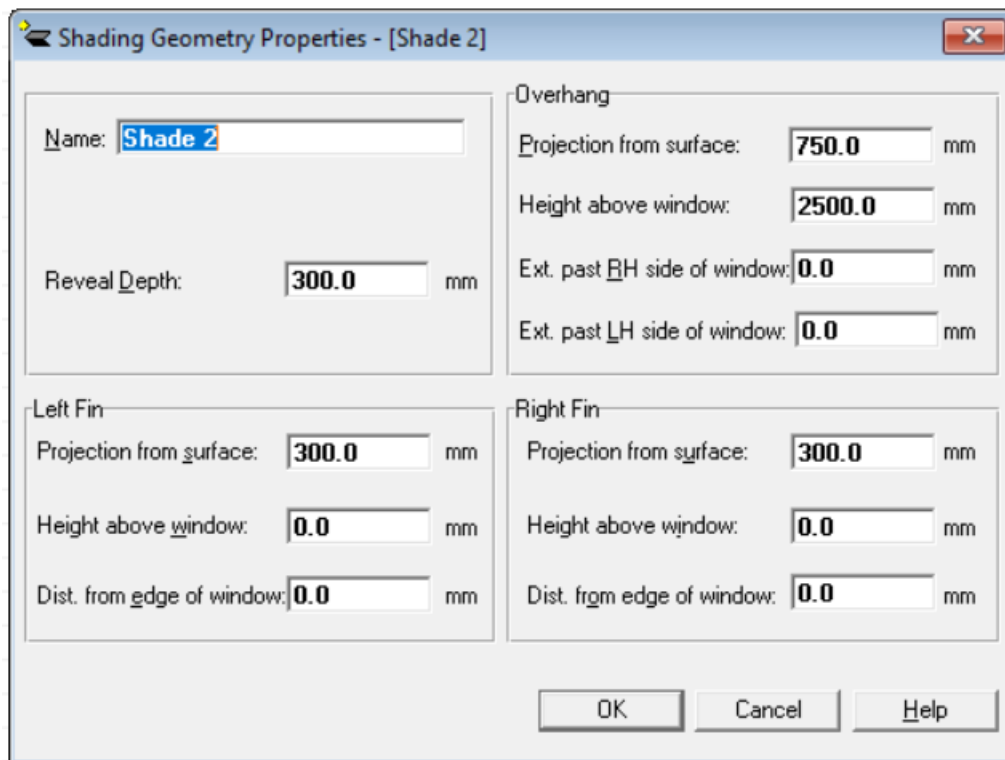 Shading Geometry Properties - [Shade 2]
Name: Shade 2
Reveal Depth: 300.0 mm
Overhang
Projection from surface: 750.0 mm
Height above window: 2500.0 mm
Ext. past RH side of window: 0.0 mm
Ext. past LH side of window: 0.0 mm
Left Fin
Projection from surface: 300.0 mm
Height above window: 0.0 mm
Dist. from edge of window: 0.0 mm
Right Fin
Projection from surface: 300.0 mm
Height above window: 0.0 mm
Dist. from edge of window: 0.0 mm
OK Cancel Help